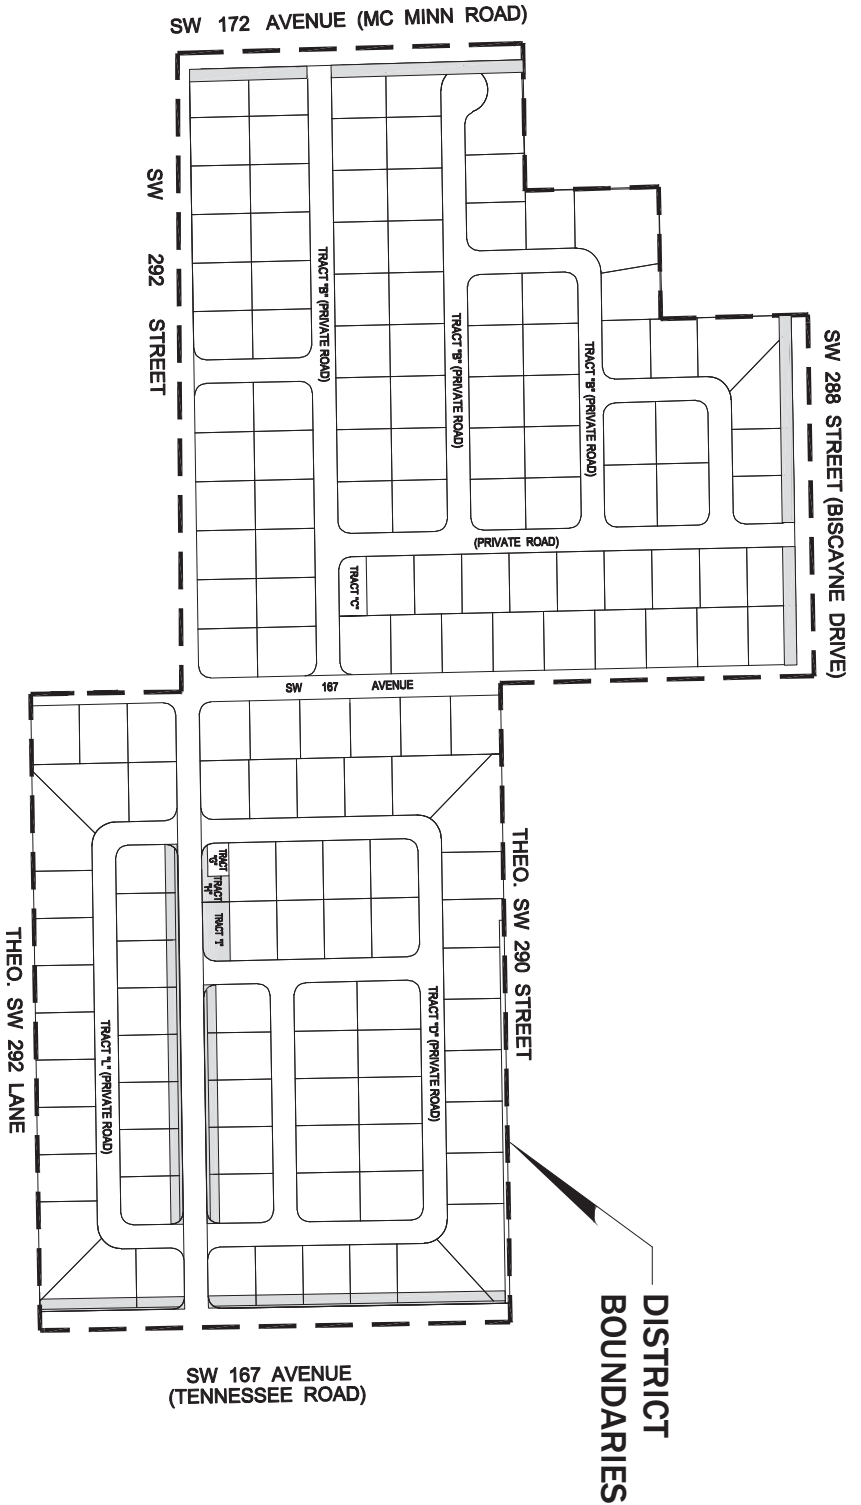 SW 172 AVENUE (MC MINN ROAD)
SW 292 STREET
SW 288 STREET (BISCAYNE DRIVE)
TRACT "B" (PRIVATE ROAD)
TRACT "B" (PRIVATE ROAD)
TRACT "B" (PRIVATE ROAD)
(PRIVATE ROAD)
TRACT "C"
SW 167 AVENUE
THEO. SW 290 STREET
TRACT "G"
TRACT "H"
TRACT "I"
THEO. SW 292 LANE
TRACT "L" (PRIVATE ROAD)
TRACT "D" (PRIVATE ROAD)
DISTRICT
BOUNDARIES
SW 167 AVENUE
(TENNESSEE ROAD)